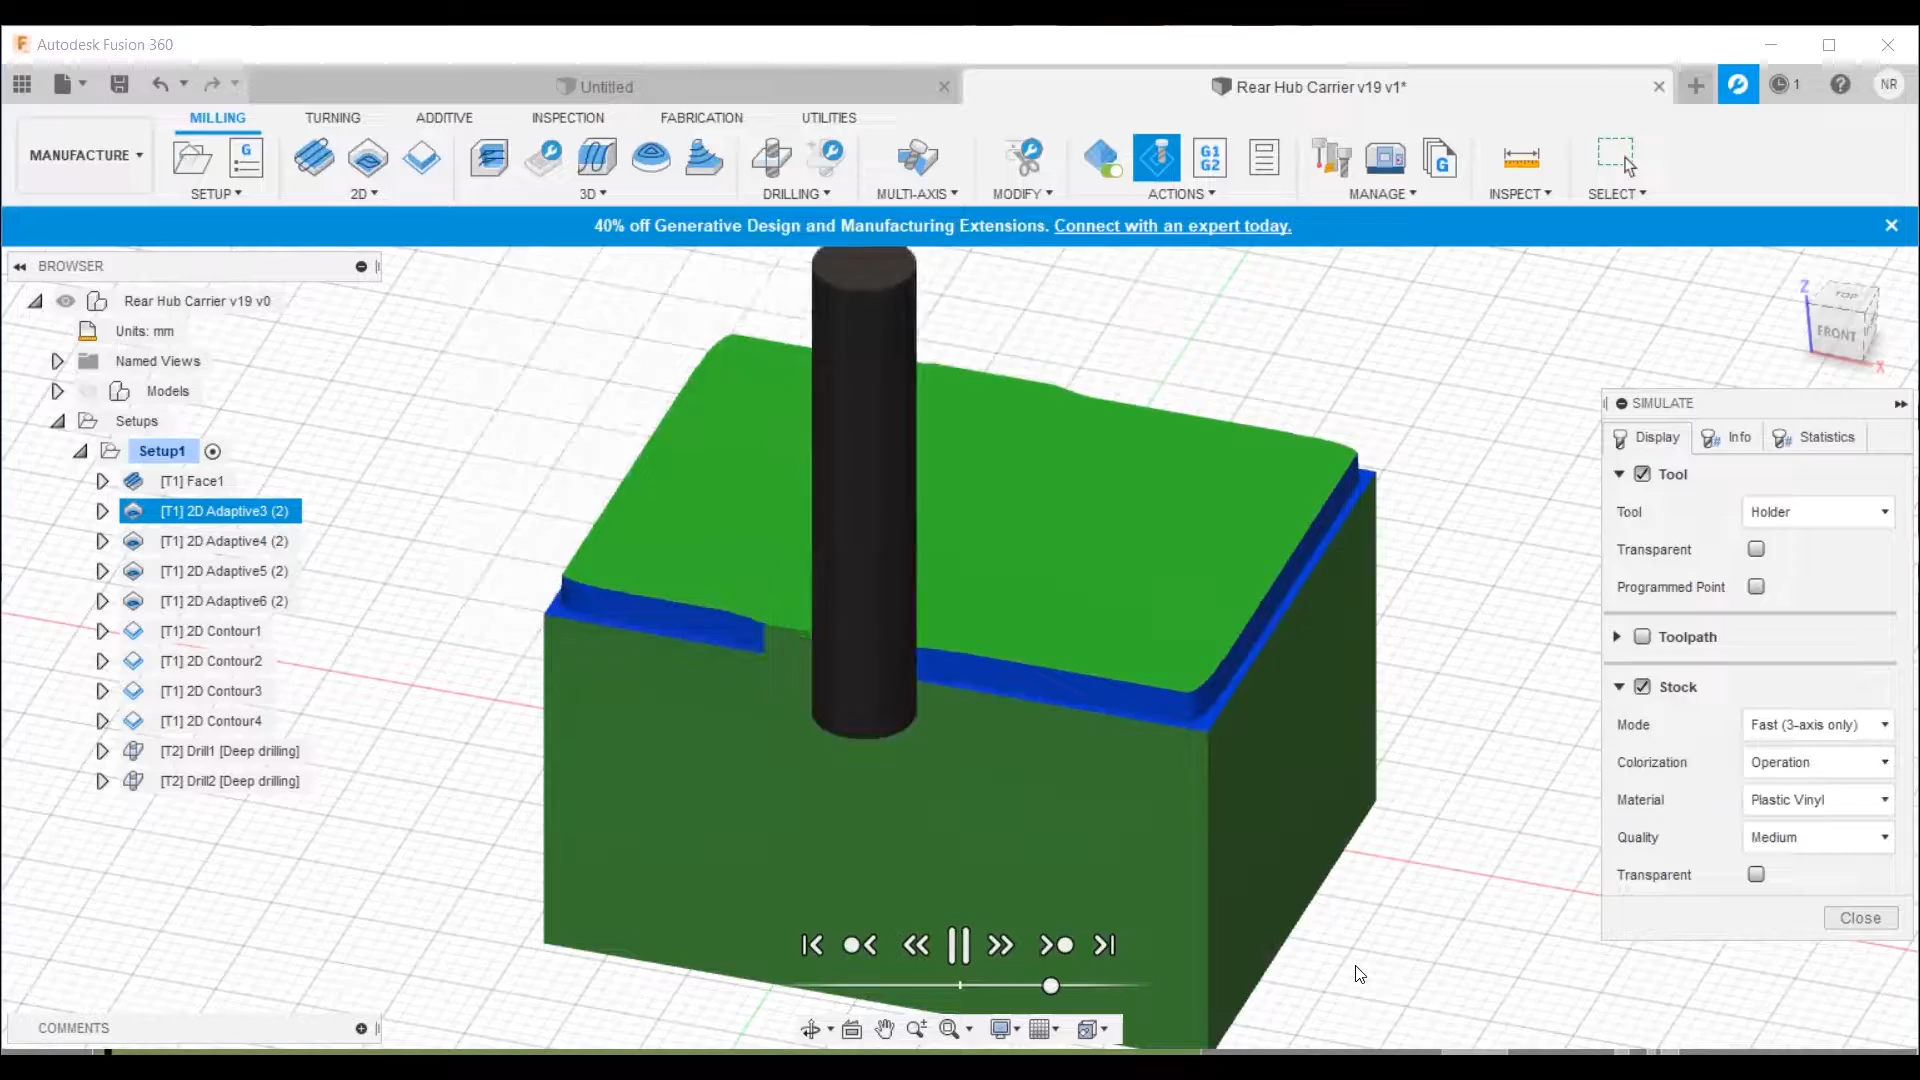 Autodesk Fusion 360
Untitled
Rear Hub Carrier v19 v1*
1
NR
MILLING TURNING ADDITIVE INSPECTION FABRICATION UTILITIES
MANUFACTURE
G
G1
G2
G
SETUP 2D 3D DRILLING MULTI-AXIS MODIFY ACTIONS MANAGE INSPECT SELECT
40% off Generative Design and Manufacturing Extensions. Connect with an expert today.
BROWSER
Rear Hub Carrier v19 v0
Units: mm
Named Views
Models
Setups
Setup1
[T1] Face1
[T1] 2D Adaptive3 (2)
[T1] 2D Adaptive4 (2)
[T1] 2D Adaptive5 (2)
[T1] 2D Adaptive6 (2)
[T1] 2D Contour1
[T1] 2D Contour2
[T1] 2D Contour3
[T1] 2D Contour4
[T2] Drill1 [Deep drilling]
[T2] Drill2 [Deep drilling]
Z
TOP
FRONT
X
SIMULATE
Display Info Statistics
Tool
Tool Holder
Transparent
Programmed Point
Toolpath
Stock
Mode Fast (3-axis only)
Colorization Operation
Material Plastic Vinyl
Quality Medium
Transparent
Close
COMMENTS